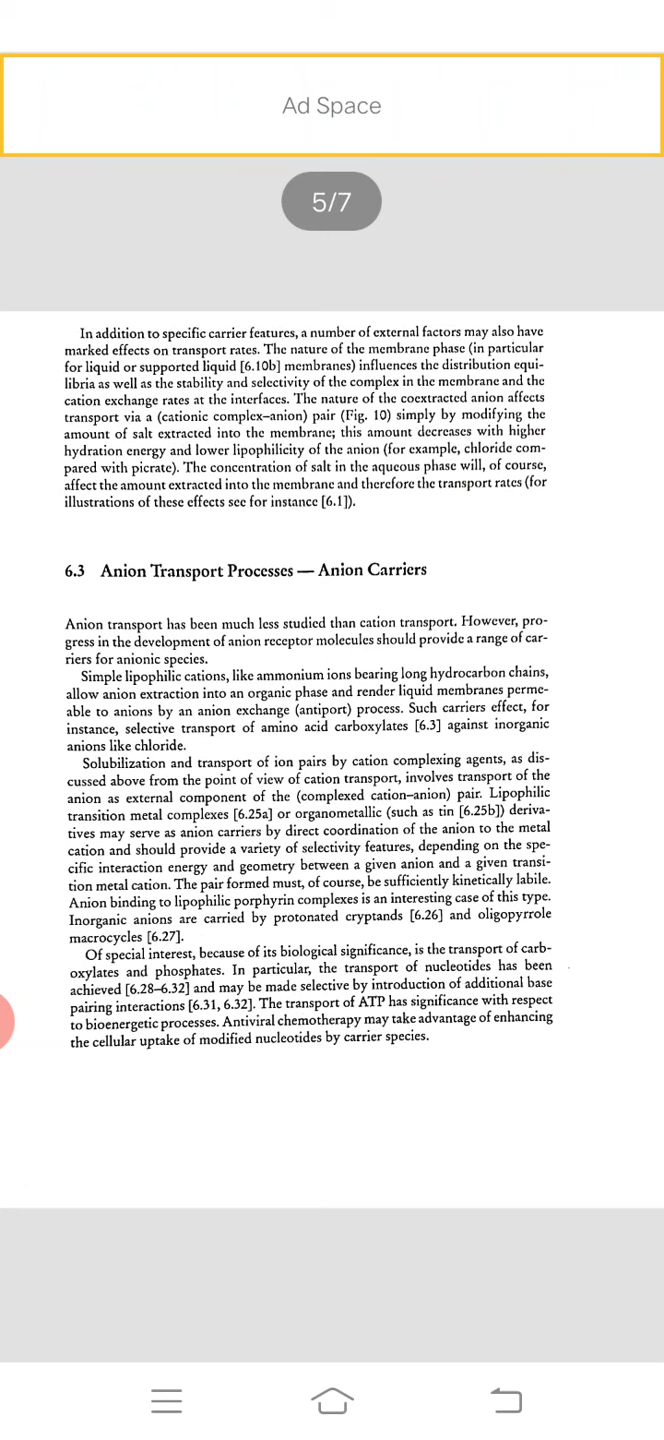 Ad Space
5/7
In addition to specific carrier features, a number of external factors may also have
marked effects on transport rates. The nature of the membrane phase (in particular
for liquid or supported liquid [6.10b] membranes) influences the distribution equi-
libria as well as the stability and selectivity of the complex in the membrane and the
cation exchange rates at the interfaces. The nature of the coextracted anion affects
transport via a (cationic complex–anion) pair (Fig. 10) simply by modifying the
amount of salt extracted into the membrane; this amount decreases with higher
hydration energy and lower lipophilicity of the anion (for example, chloride com-
pared with picrate). The concentration of salt in the aqueous phase will, of course,
affect the amount extracted into the membrane and therefore the transport rates (for
illustrations of these effects see for instance [6.1]).
6.3 Anion Transport Processes — Anion Carriers
Anion transport has been much less studied than cation transport. However, pro-
gress in the development of anion receptor molecules should provide a range of car-
riers for anionic species.
Simple lipophilic cations, like ammonium ions bearing long hydrocarbon chains,
allow anion extraction into an organic phase and render liquid membranes perme-
able to anions by an anion exchange (antiport) process. Such carriers effect, for
instance, selective transport of amino acid carboxylates [6.3] against inorganic
anions like chloride.
Solubilization and transport of ion pairs by cation complexing agents, as dis-
cussed above from the point of view of cation transport, involves transport of the
anion as external component of the (complexed cation–anion) pair. Lipophilic
transition metal complexes [6.25a] or organometallic (such as tin [6.25b]) deriva-
tives may serve as anion carriers by direct coordination of the anion to the metal
cation and should provide a variety of selectivity features, depending on the spe-
cific interaction energy and geometry between a given anion and a given transi-
tion metal cation. The pair formed must, of course, be sufficiently kinetically labile.
Anion binding to lipophilic porphyrin complexes is an interesting case of this type.
Inorganic anions are carried by protonated cryptands [6.26] and oligopyrrole
macrocycles [6.27].
Of special interest, because of its biological significance, is the transport of carb-
oxylates and phosphates. In particular, the transport of nucleotides has been
achieved [6.28–6.32] and may be made selective by introduction of additional base
pairing interactions [6.31, 6.32]. The transport of ATP has significance with respect
to bioenergetic processes. Antiviral chemotherapy may take advantage of enhancing
the cellular uptake of modified nucleotides by carrier species.